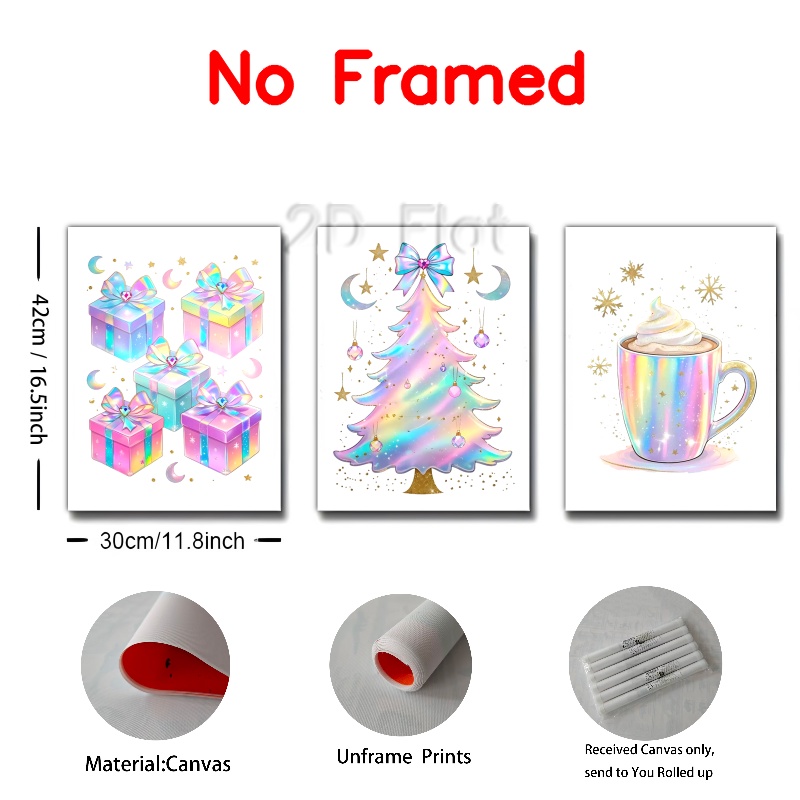 No Framed
2D Flat
42cm / 16.5inch
30cm/11.8inch
Material:Canvas
Unframe Prints
Received Canvas only,
send to You Rolled up